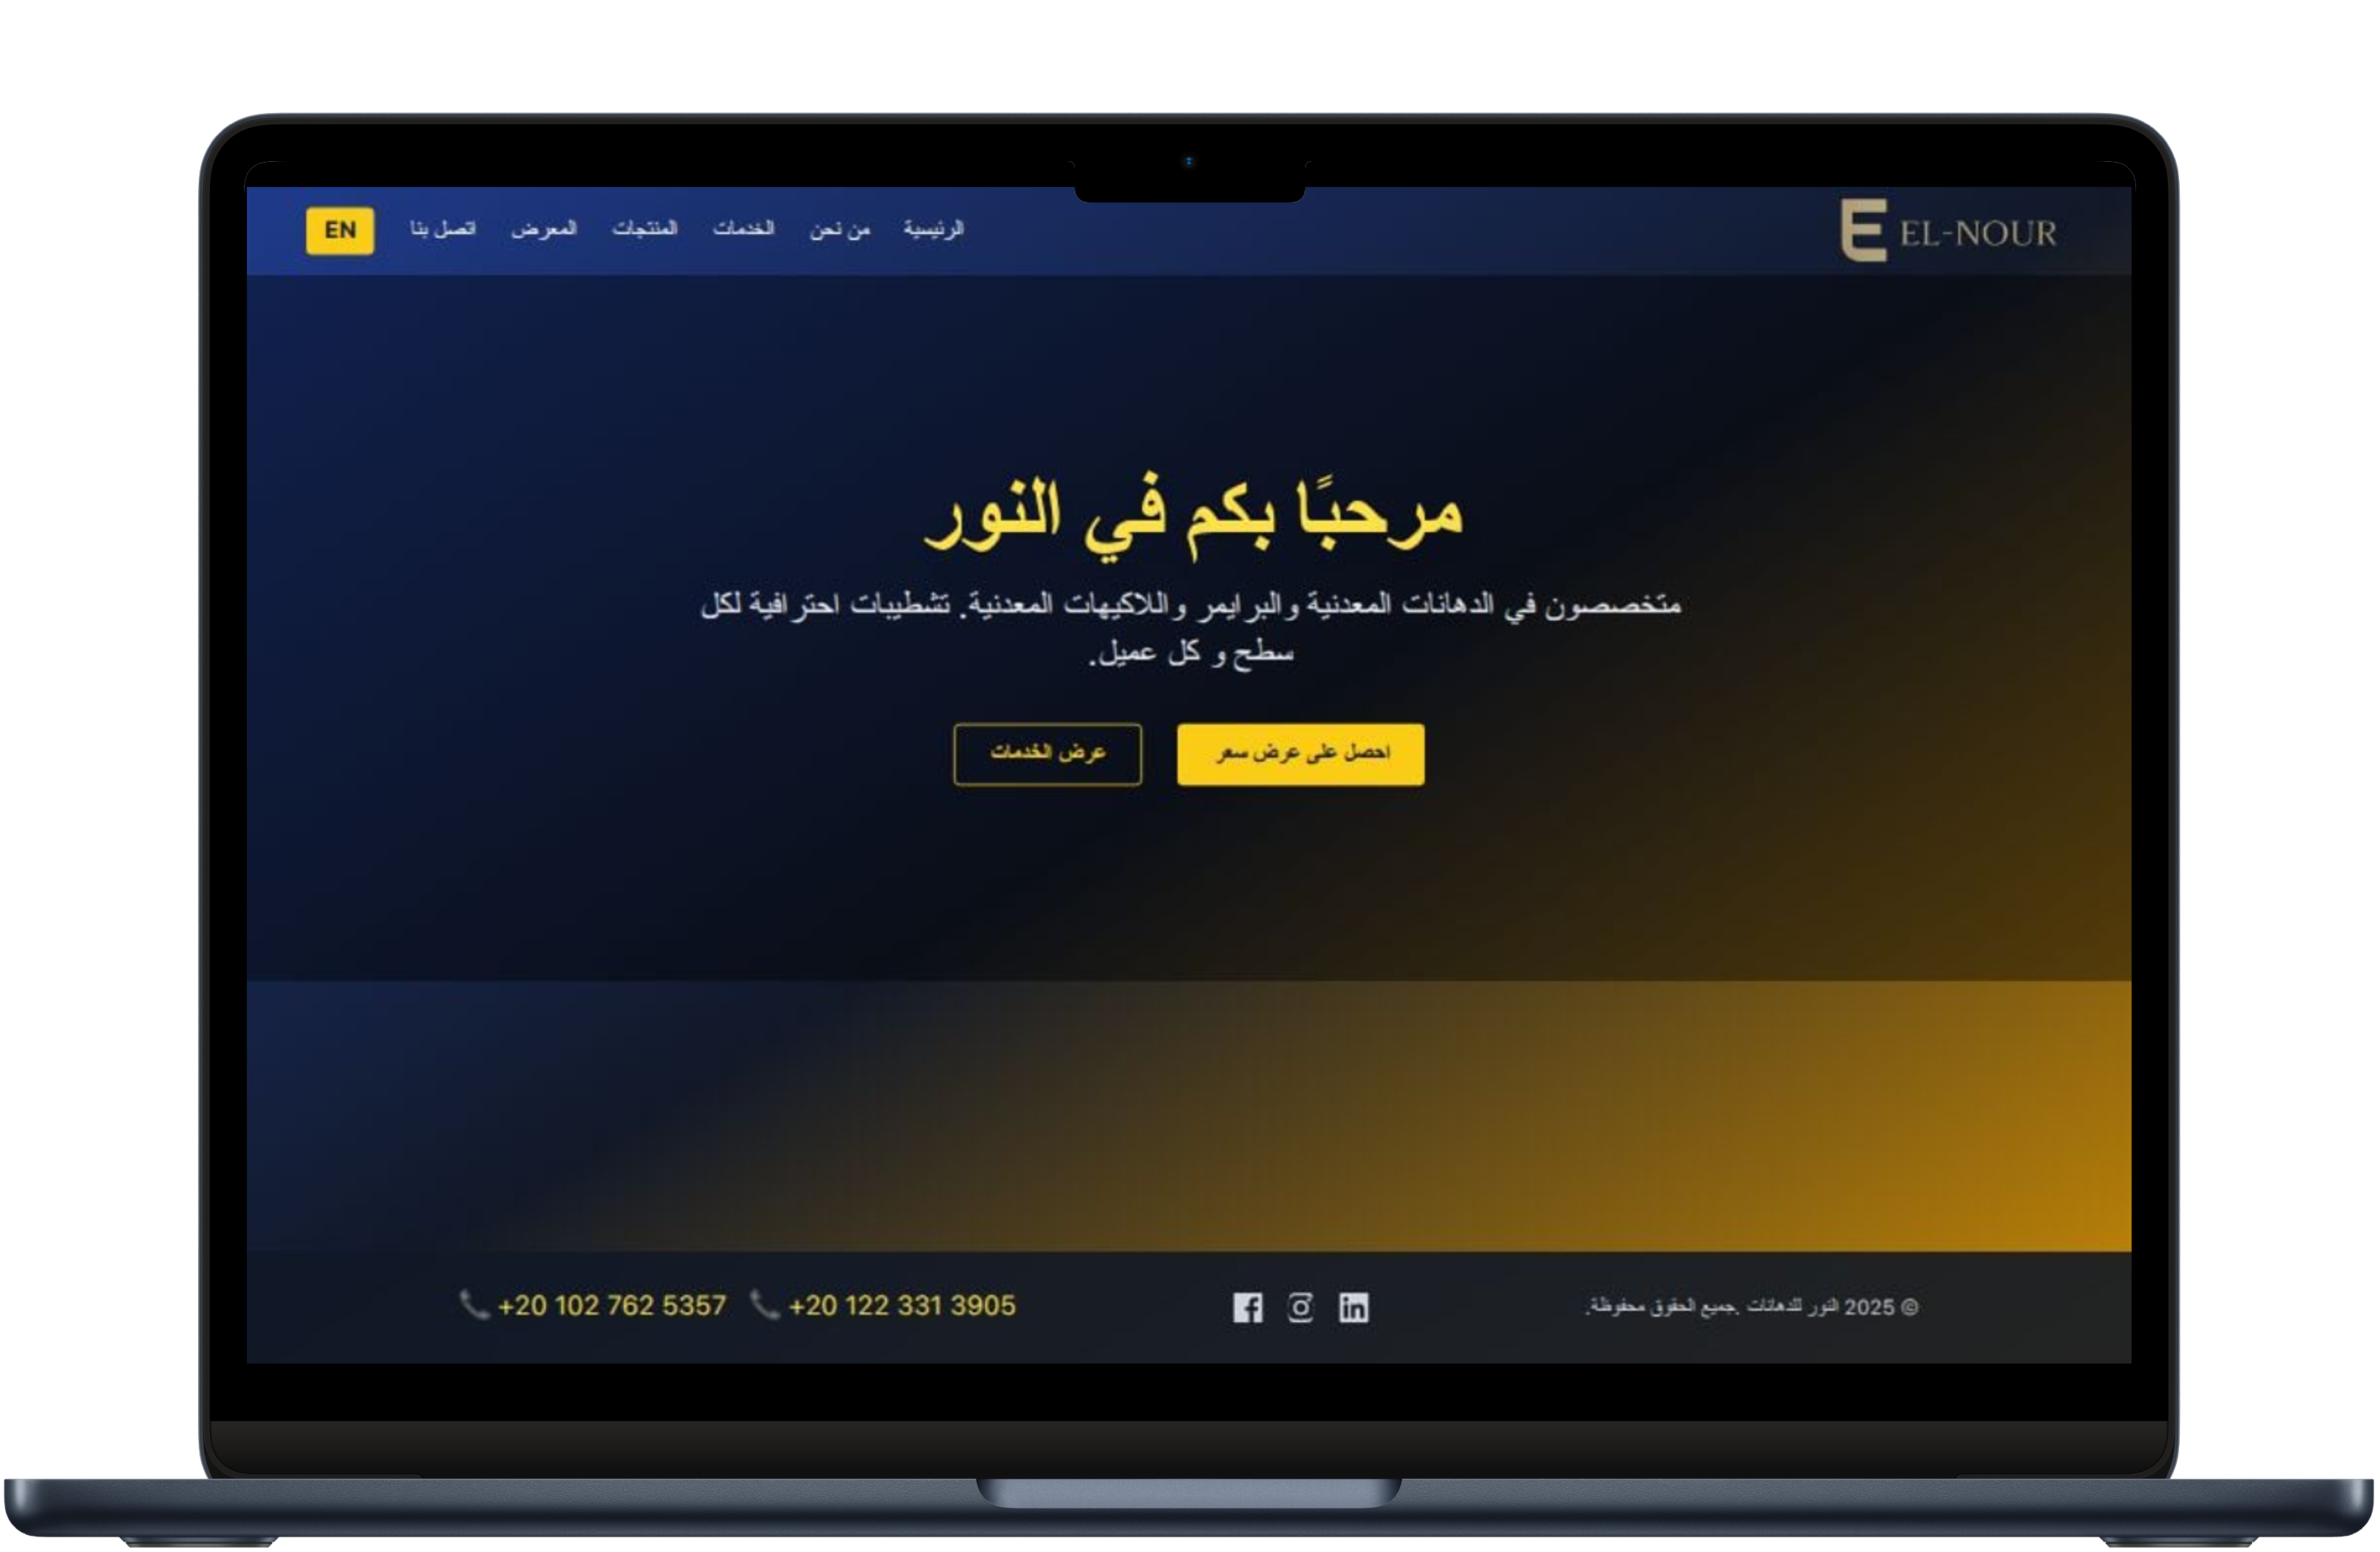 EL-NOUR
الرئيسية من نحن الخدمات المنتجات المعرض اتصل بنا EN
مرحبًا بكم في النور
متخصصون في الدهانات المعدنية والبرايمر واللاكيهات المعدنية. تشطيبات احترافية لكل
سطح و كل عميل.
احصل على عرض سعر عرض الخدمات
© 2025 النور للدهانات .جميع الحقوق محفوظة.
+20 102 762 5357 +20 122 331 3905